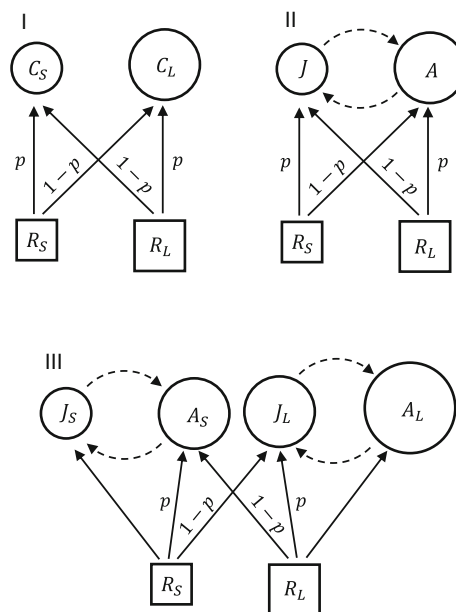 I
II
C_S
C_L
J
A
p
1 − p
1 − p
p
p
1 − p
1 − p
p
R_S
R_L
R_S
R_L
III
J_S
A_S
J_L
A_L
p
1 − p
1 − p
p
R_S
R_L